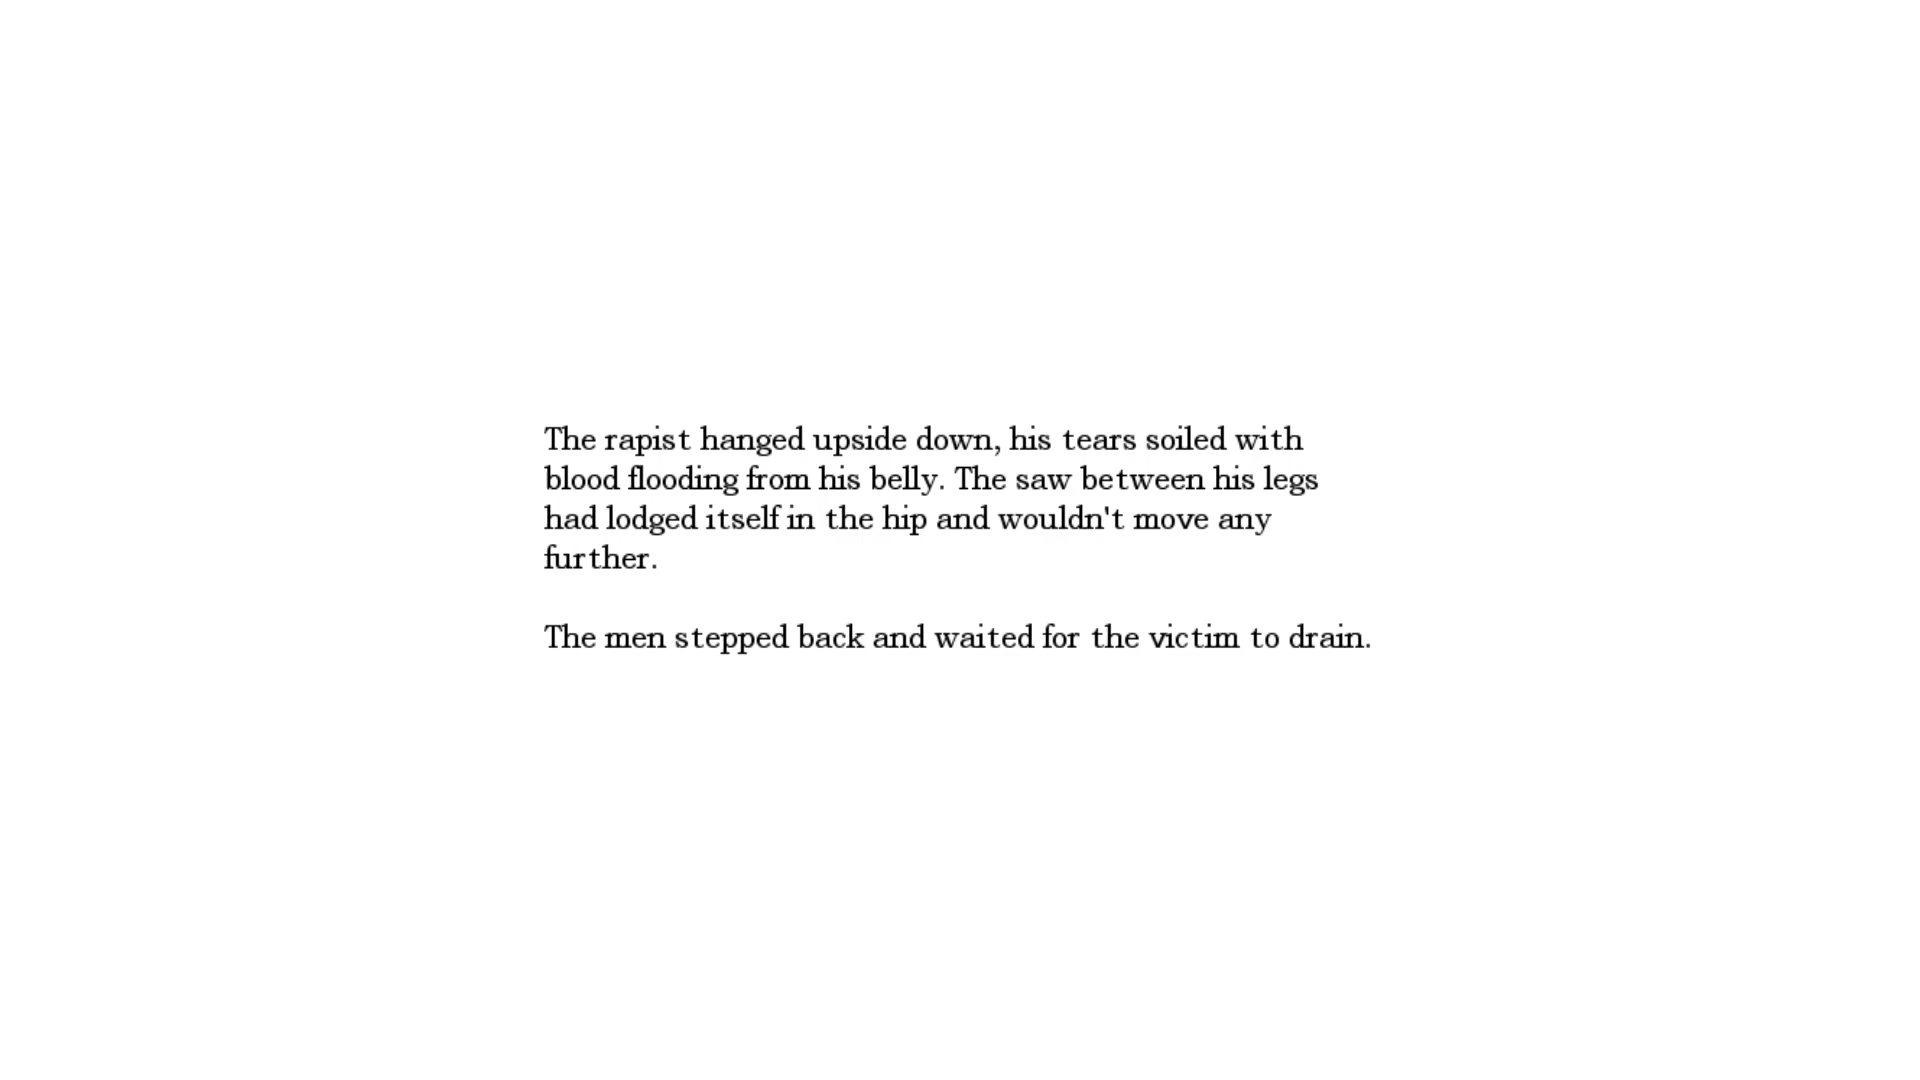 The rapist hanged upside down, his tears soiled with
blood flooding from his belly. The saw between his legs
had lodged itself in the hip and wouldn't move any
further.
The men stepped back and waited for the victim to drain.